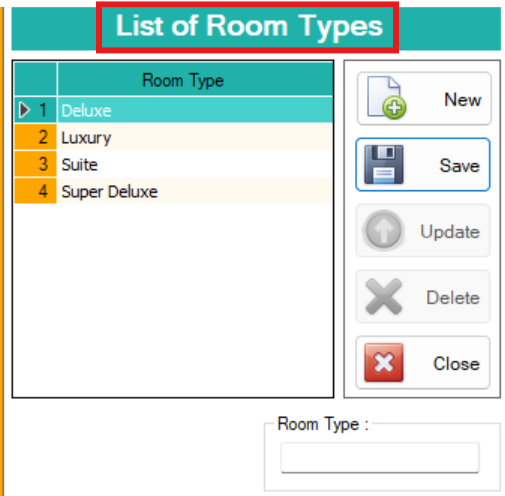 List of Room Types
Room Type
1 Deluxe
2 Luxury
3 Suite
4 Super Deluxe
New
Save
Update
Delete
Close
Room Type :